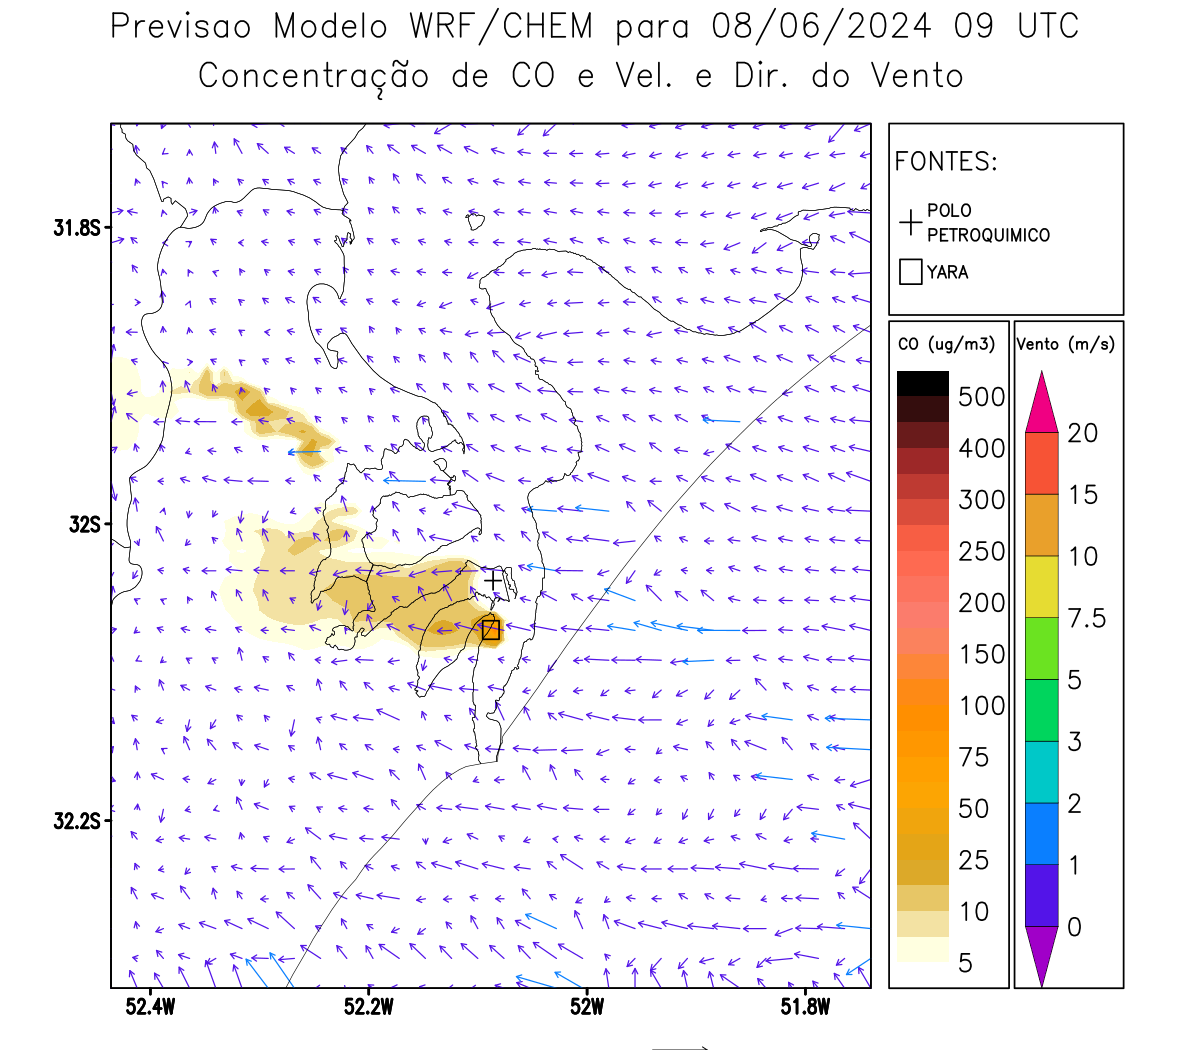 Previsao Modelo WRF/CHEM para 08/06/2024 09 UTC
Concentração de CO e Vel. e Dir. do Vento
FONTES:
POLO
PETROQUIMICO
YARA
CO (ug/m3)
500
400
300
250
200
150
100
75
50
25
10
5
Vento (m/s)
20
15
10
7.5
5
3
2
1
0
31.8S
32S
32.2S
52.4W
52.2W
52W
51.8W